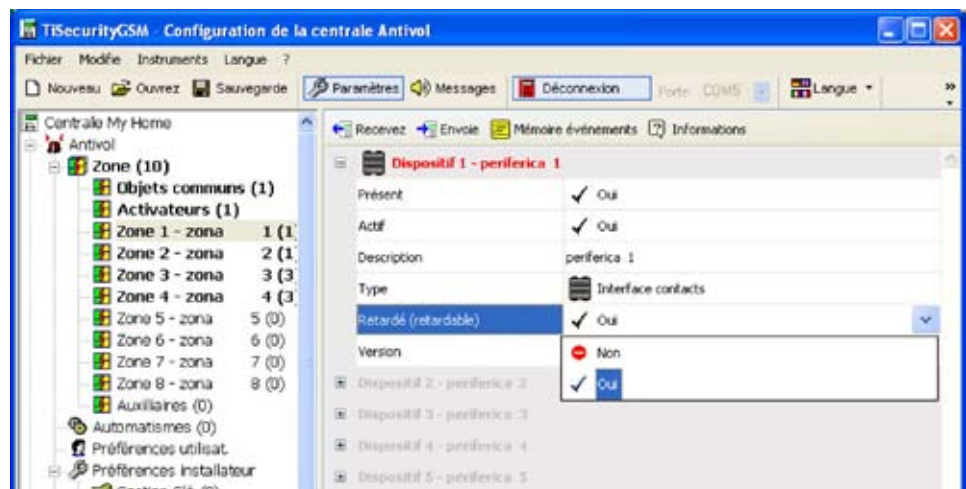 TiSecurityGSM - Configuration de la centrale Antivol
Fichier Modifie Instruments Langue ?
Nouveau Ouvrez Sauvegarde Paramètres Messages Déconnexion Porte: COM5 Langue
Centrale My Home
Antivol
Zone (10)
Objets communs (1)
Activateurs (1)
Zone 1 - zona 1 (1)
Zone 2 - zona 2 (1
Zone 3 - zona 3 (3
Zone 4 - zona 4 (3
Zone 5 - zona 5 (0)
Zone 6 - zona 6 (0)
Zone 7 - zona 7 (0)
Zone 8 - zona 8 (0)
Auxiliaires (0)
Automatismes (0)
Préférences utilisat.
Préférences installateur
Recevez Envoie Mémoire événements Informations
Dispositif 1 - periferica 1
Présent Oui
Actif Oui
Description periferica 1
Type Interface contacts
Retardé (retardable) Oui
Version
Non
Oui
Dispositif 2 - periferica 2
Dispositif 3 - periferica 3
Dispositif 4 - periferica 4
Dispositif 5 - periferica 5